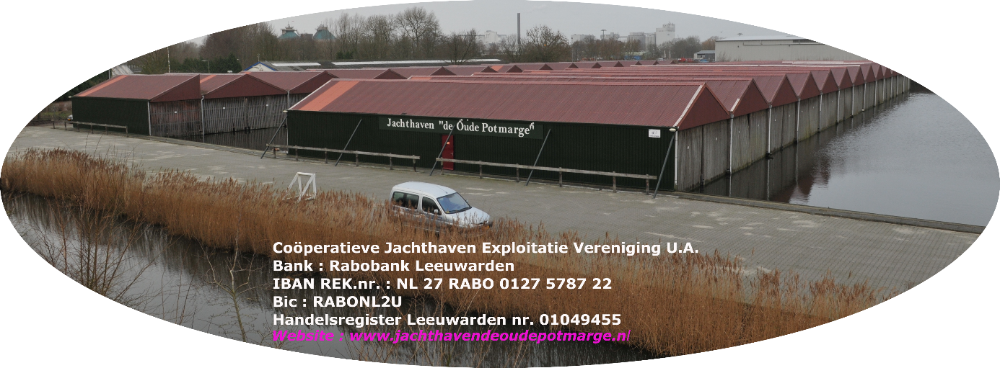 Jachthaven "de Oude Potmarge"
Coöperatieve Jachthaven Exploitatie Vereniging U.A.
Bank : Rabobank Leeuwarden
IBAN REK.nr. : NL 27 RABO 0127 5787 22
Bic : RABONL2U
Handelsregister Leeuwarden nr. 01049455
Website : www.jachthavendeoudepotmarge.nl